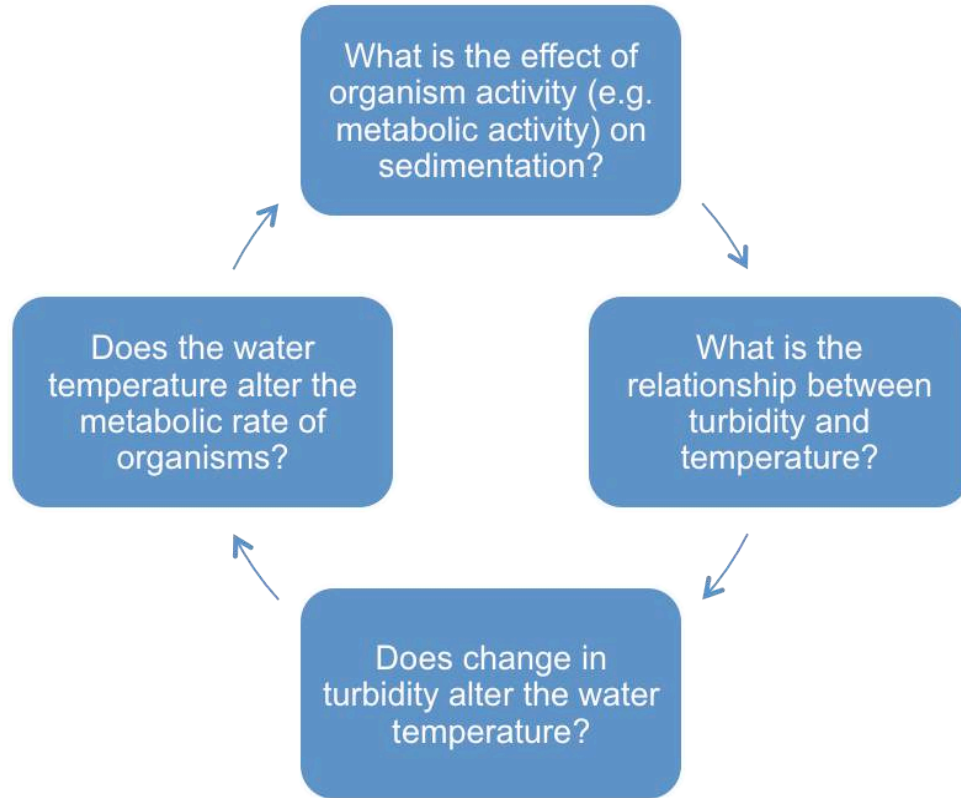 What is the effect of
organism activity (e.g.
metabolic activity) on
sedimentation?
What is the
relationship between
turbidity and
temperature?
Does change in
turbidity alter the water
temperature?
Does the water
temperature alter the
metabolic rate of
organisms?